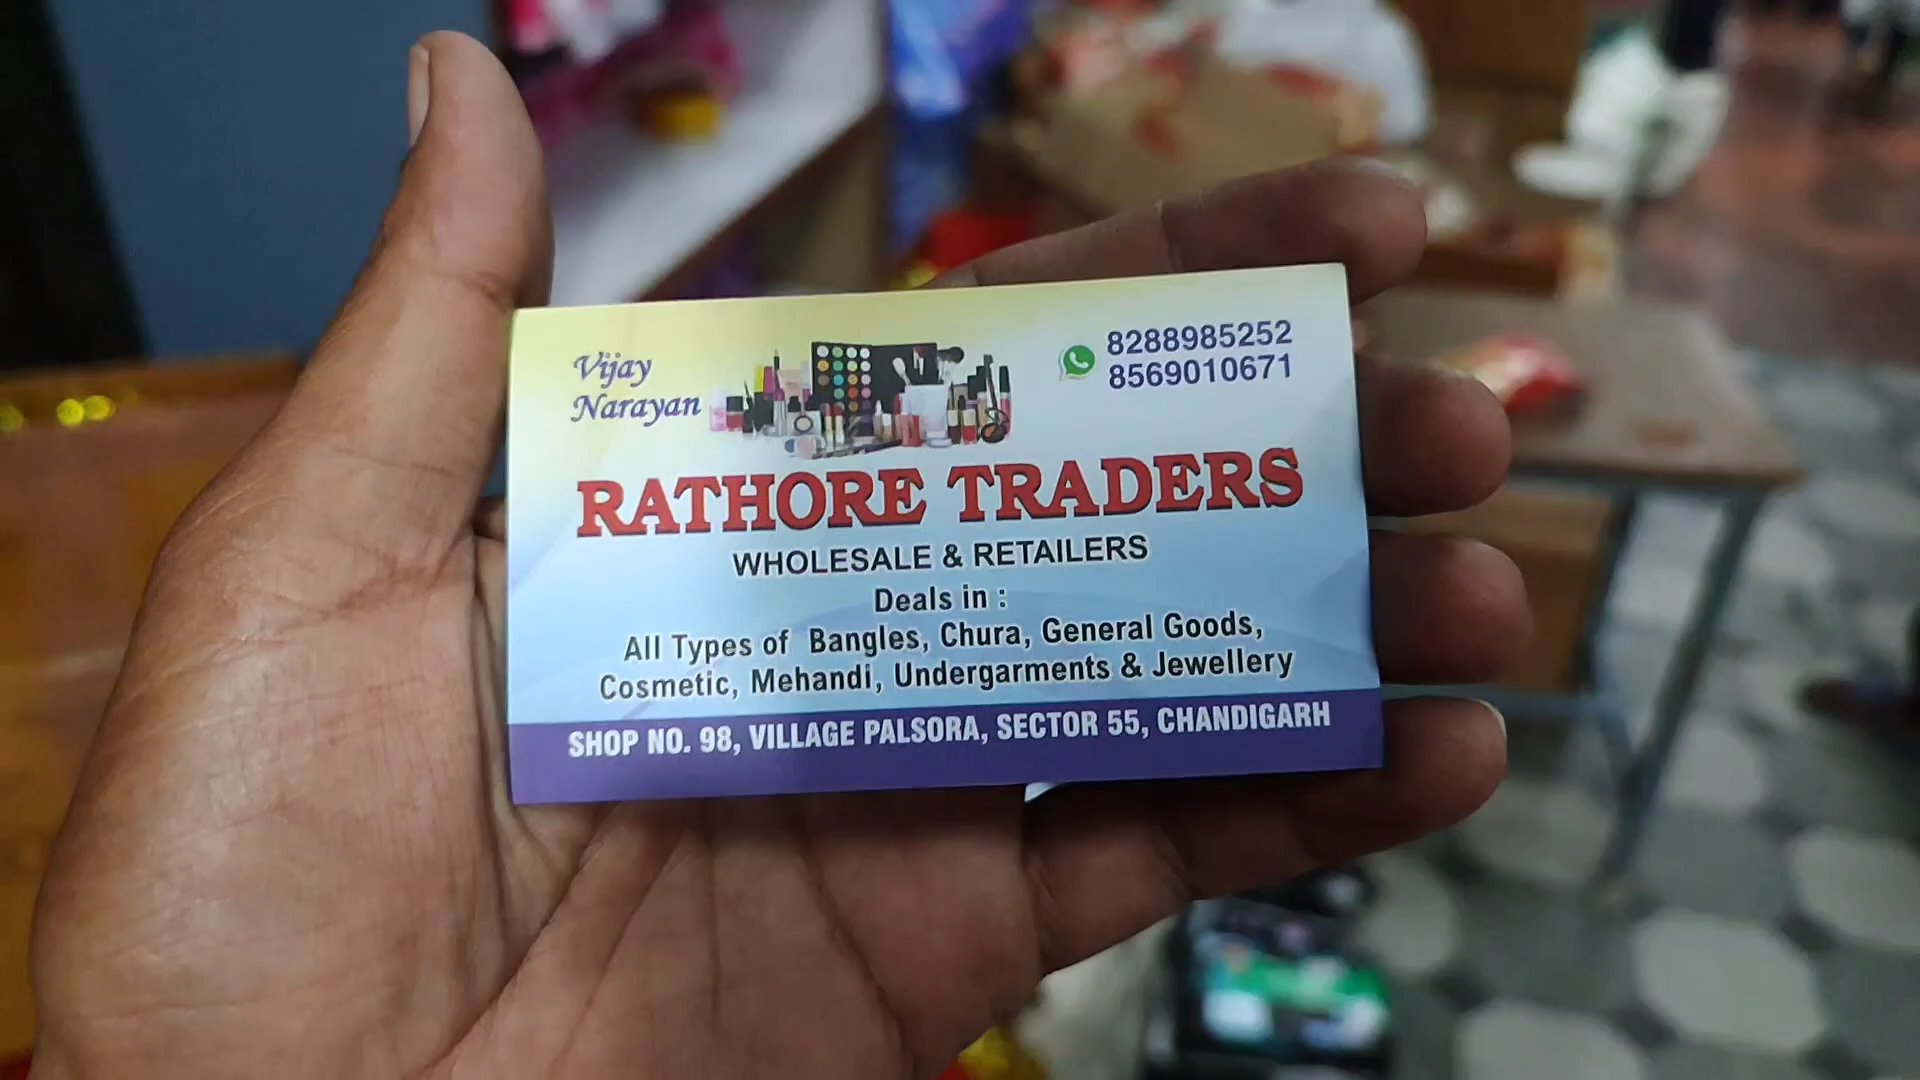 Vijay
Narayan
8288985252
8569010671
RATHORE TRADERS
WHOLESALE & RETAILERS
Deals in :
All Types of Bangles, Chura, General Goods,
Cosmetic, Mehandi, Undergarments & Jewellery
SHOP NO. 98, VILLAGE PALSORA, SECTOR 55, CHANDIGARH